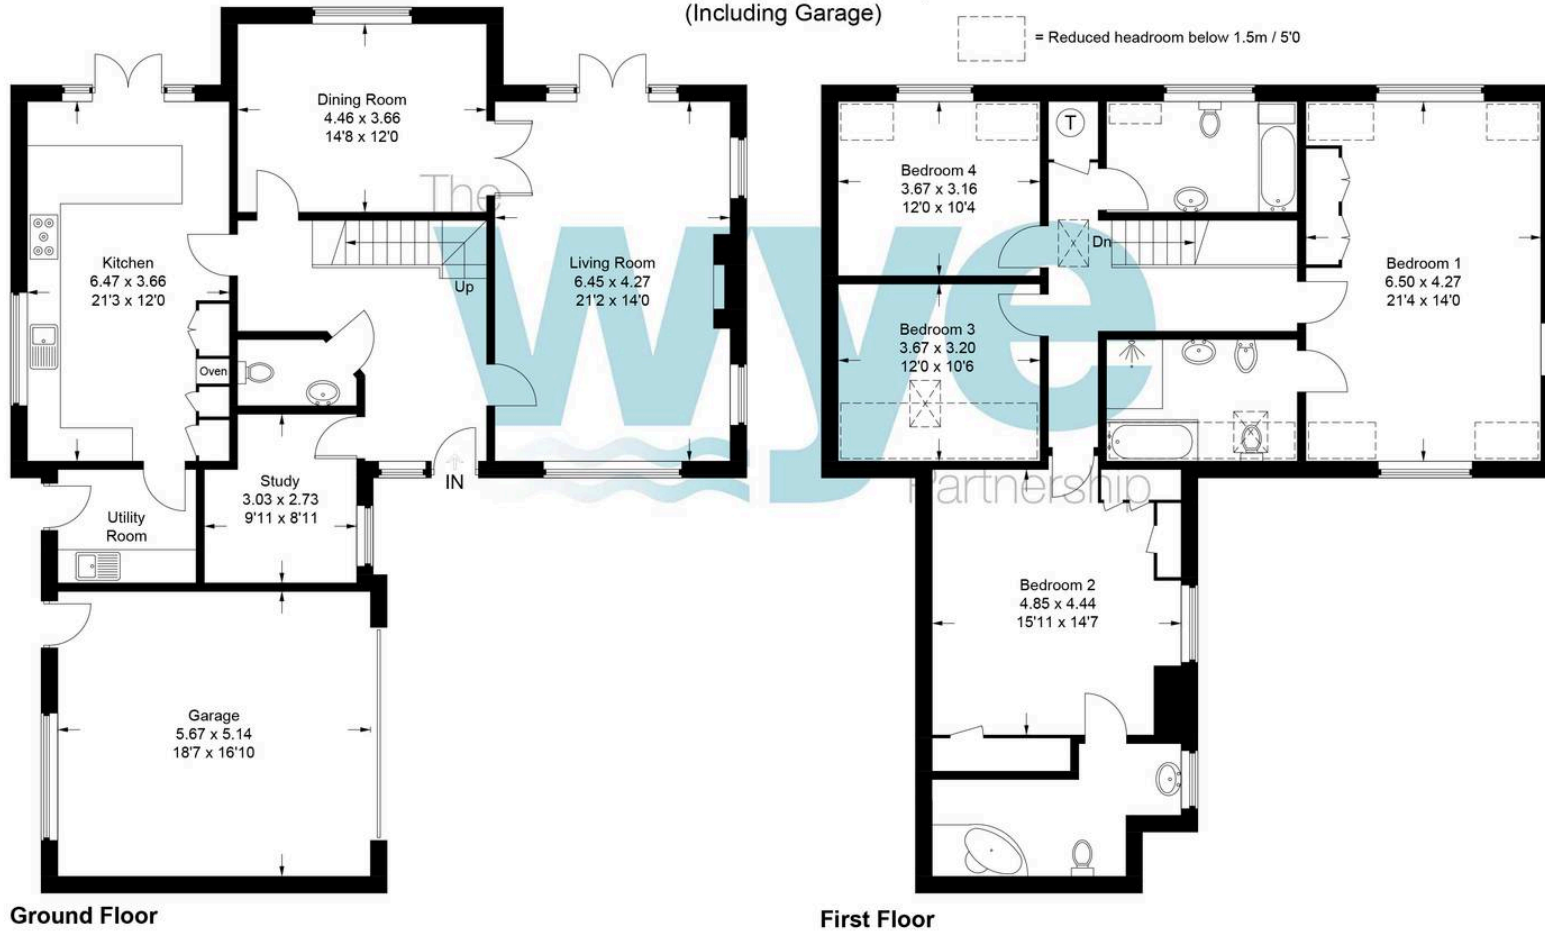 (Including Garage)
= Reduced headroom below 1.5m / 5'0
Dining Room
4.46 x 3.66
14'8 x 12'0
The
wye
Partnership
Kitchen
6.47 x 3.66
21'3 x 12'0
Up
Living Room
6.45 x 4.27
21'2 x 14'0
Oven
IN
Study
3.03 x 2.73
9'11 x 8'11
Utility
Room
Garage
5.67 x 5.14
18'7 x 16'10
Ground Floor
T
Bedroom 4
3.67 x 3.16
12'0 x 10'4
Dn
Bedroom 1
6.50 x 4.27
21'4 x 14'0
Bedroom 3
3.67 x 3.20
12'0 x 10'6
Bedroom 2
4.85 x 4.44
15'11 x 14'7
First Floor